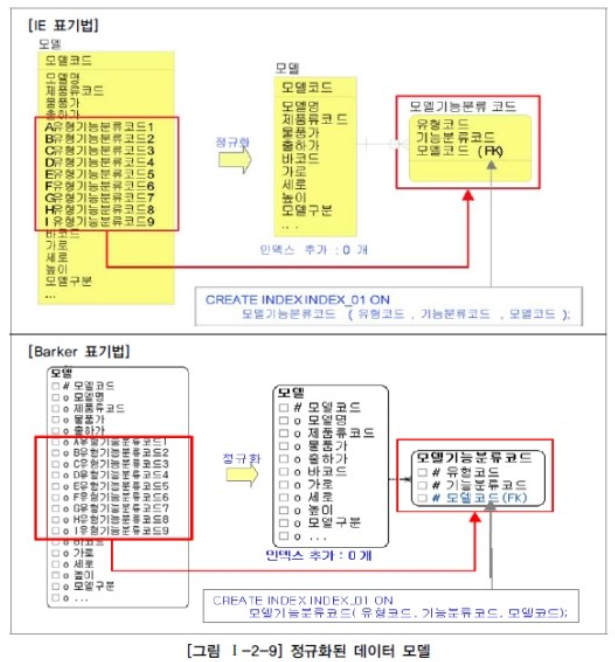 [IE 표기법]
모델
모델코드
모델명
제품류코드
물품가
출하가
A유형기능분류코드1
B유형기능분류코드2
C유형기능분류코드3
D유형기능분류코드4
E유형기능분류코드5
F유형기능분류코드6
G유형기능분류코드7
H유형기능분류코드8
I유형기능분류코드9
바코드
가로
세로
높이
모델구분
...
정규화
모델
모델코드
모델명
제품류코드
물품가
출하가
바코드
가로
세로
높이
모델구분
...
인덱스 추가 : 0 개
모델기능분류 코드
유형코드
기능분류코드
모델코드 (FK)
CREATE INDEX INDEX_01 ON
모델기능분류코드 ( 유형코드 , 기능분류코드 , 모델코드 );
[Barker 표기법]
모델
# 모델코드
o 모델명
o 제품류코드
o 물품가
o 출하가
o A유형기능분류코드1
o B유형기능분류코드2
o C유형기능분류코드3
o D유형기능분류코드4
o E유형기능분류코드5
o F유형기능분류코드6
o G유형기능분류코드7
o H유형기능분류코드8
o I유형기능분류코드9
o 바코드
o 가로
o 세로
o 높이
o 모델구분
o ...
정규화
모델
# 모델코드
o 모델명
o 제품류코드
o 물품가
o 출하가
o 바코드
o 가로
o 세로
o 높이
o 모델구분
o ...
인덱스 추가 : 0 개
모델기능분류코드
# 유형코드
# 기능분류코드
# 모델코드(FK)
CREATE INDEX INDEX_01 ON
모델기능분류코드( 유형코드, 기능분류코드, 모델코드);
[그림 Ⅰ-2-9] 정규화된 데이터 모델